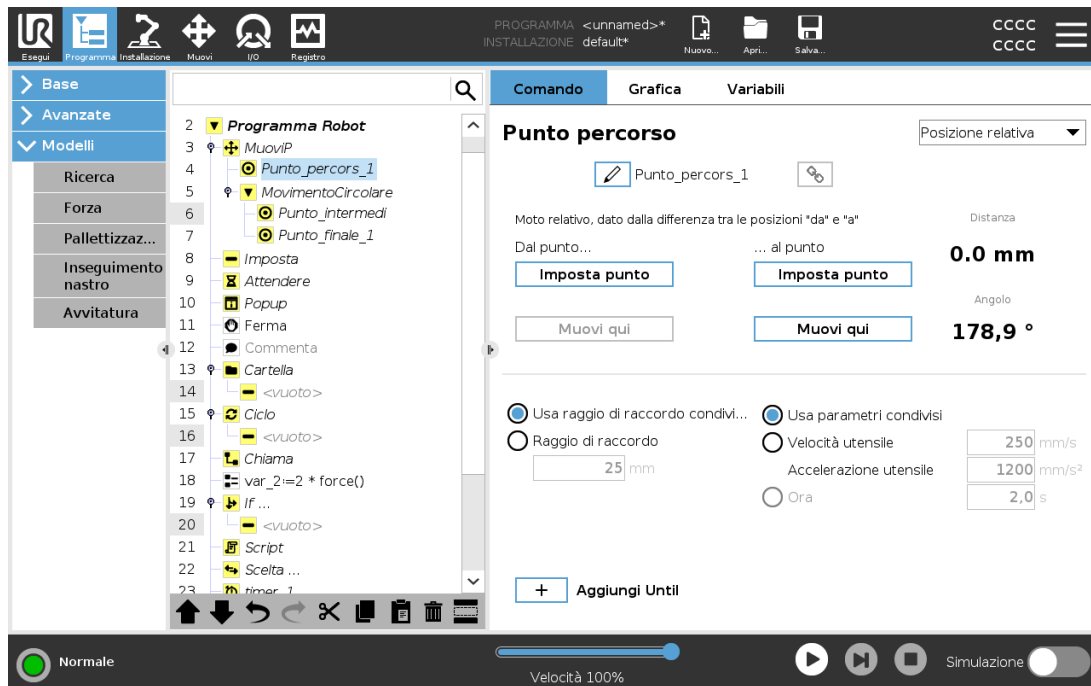 PROGRAMMA <unnamed>*
INSTALLAZIONE default*
Esegui
Programma
Installazione
Muovi
I/O
Registro
Nuovo...
Apri...
Salva...
CCCC
CCCC
Base
Avanzate
Modelli
Ricerca
Forza
Pallettizzaz...
Inseguimento
nastro
Avvitatura
2 Programma Robot
3 MuoviP
4 Punto_percors_1
5 MovimentoCircolare
6 Punto_intermedi
7 Punto_finale_1
8 Imposta
9 Attendere
10 Popup
11 Ferma
12 Commenta
13 Cartella
14 <vuoto>
15 Ciclo
16 <vuoto>
17 Chiama
18 var_2:=2 * force()
19 If ...
20 <vuoto>
21 Script
22 Scelta ...
23 timer_1
Comando Grafica Variabili
Punto percorso
Posizione relativa
Punto_percors_1
Moto relativo, dato dalla differenza tra le posizioni "da" e "a"
Dal punto... ... al punto
Imposta punto Imposta punto
Muovi qui Muovi qui
Distanza
0.0 mm
Angolo
178,9 °
Usa raggio di raccordo condivi...
Raggio di raccordo
25 mm
Usa parametri condivisi
Velocità utensile 250 mm/s
Accelerazione utensile 1200 mm/s²
Ora 2,0 s
+ Aggiungi Until
Normale
Velocità 100%
Simulazione